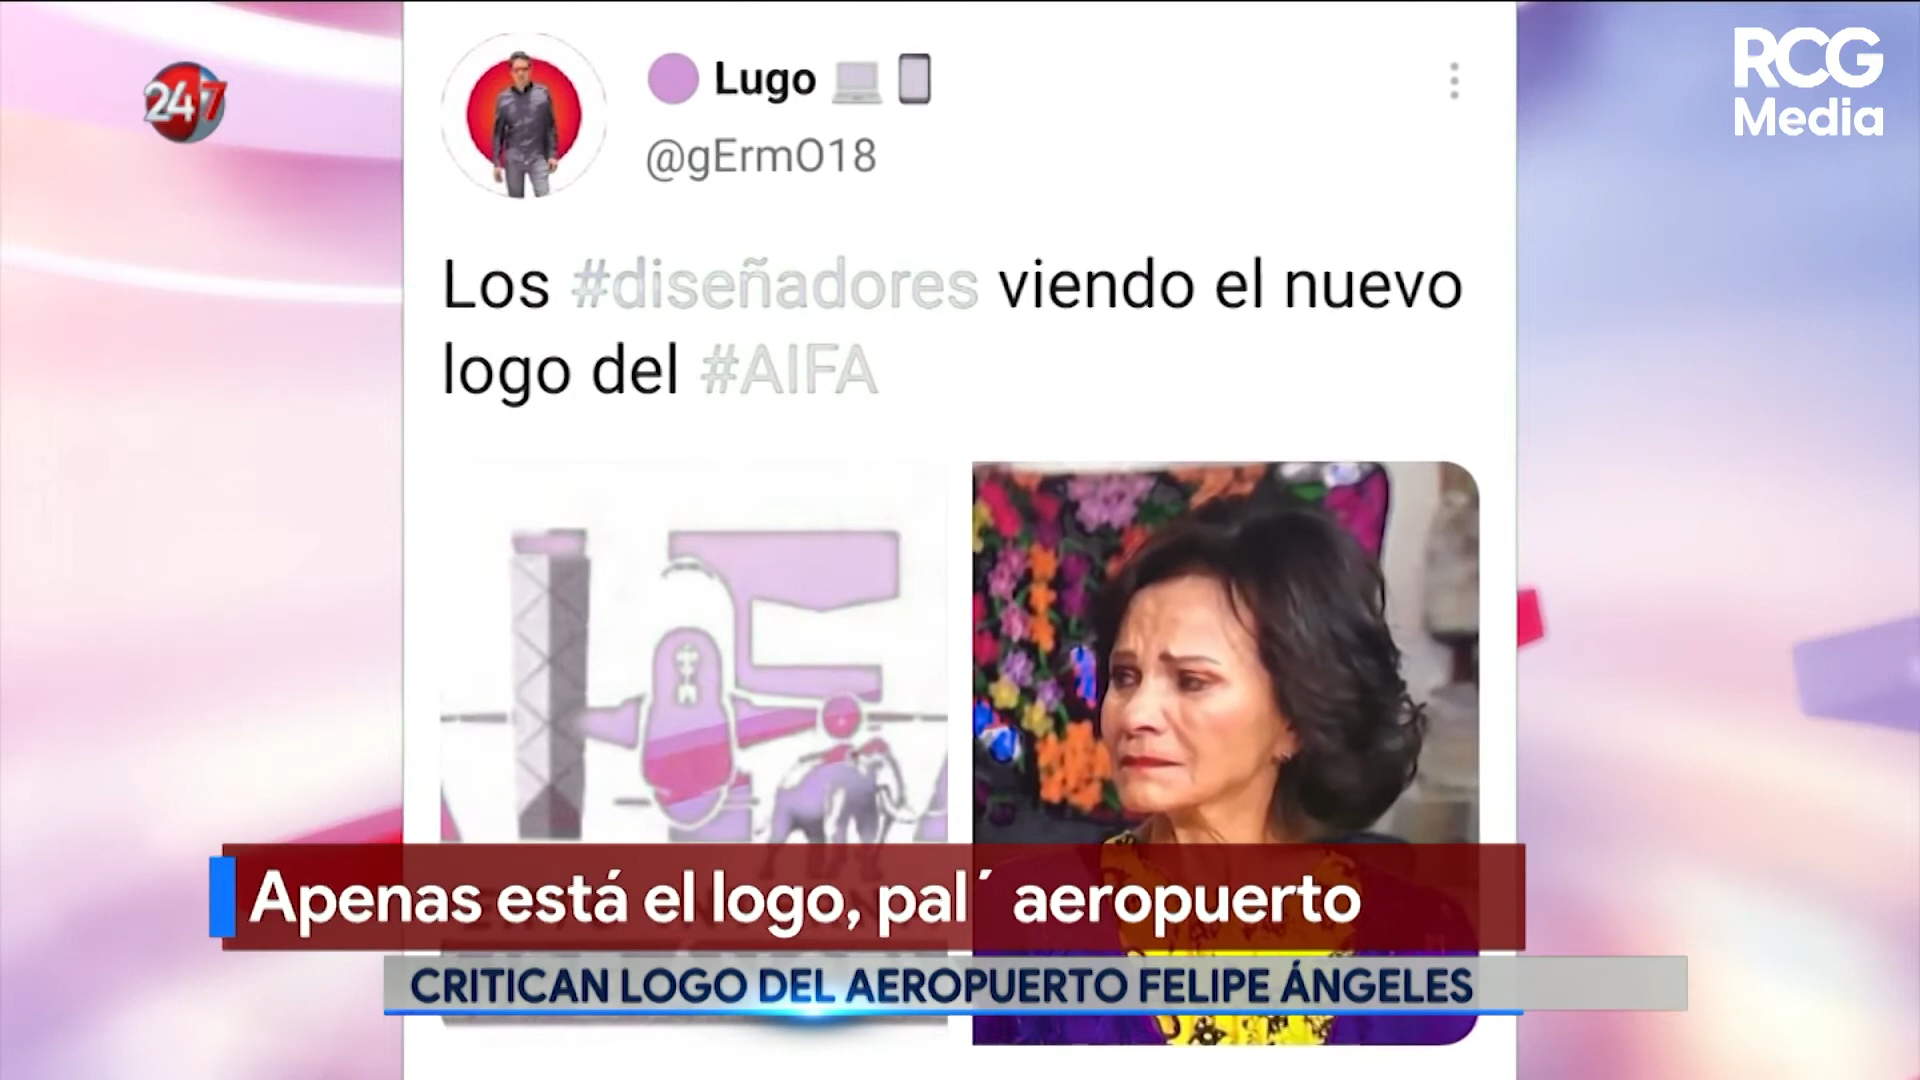 24 7
RCG
Media
Lugo
@gErmO18
Los #diseñadores viendo el nuevo
logo del #AIFA
Apenas está el logo, pal´ aeropuerto
CRITICAN LOGO DEL AEROPUERTO FELIPE ÁNGELES